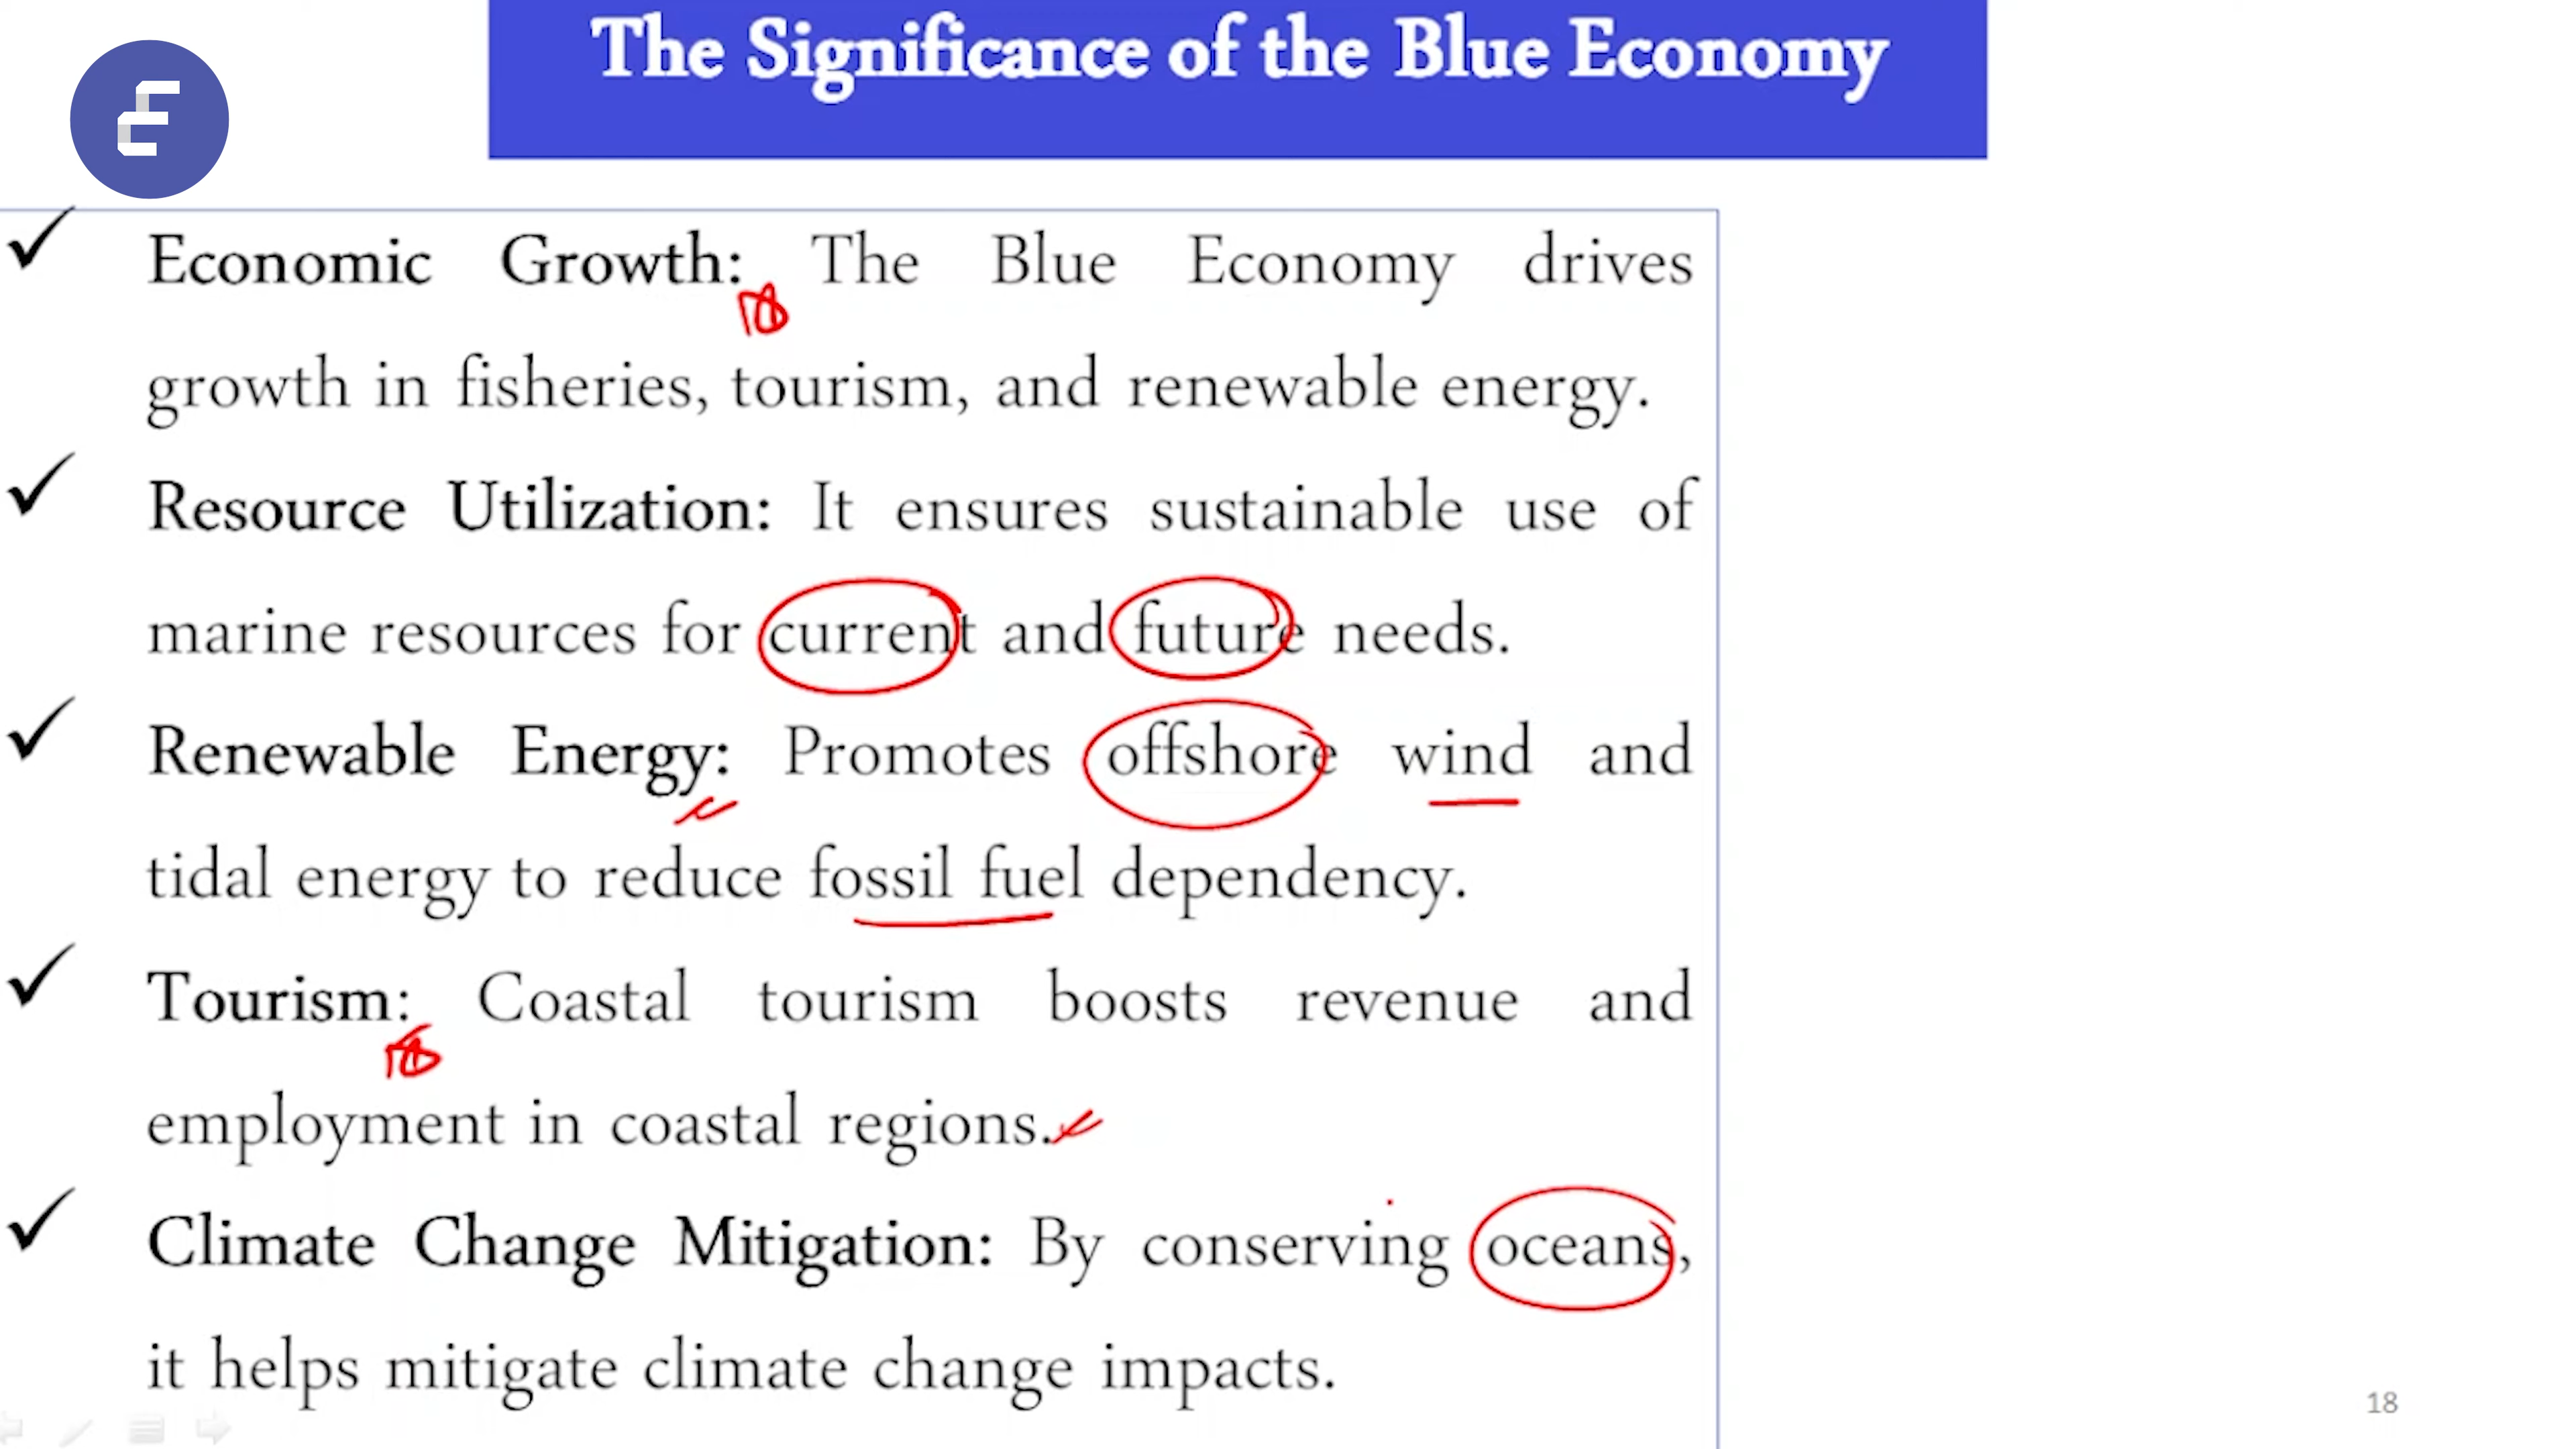 The Significance of the Blue Economy
✓ Economic Growth: The Blue Economy drives
growth in fisheries, tourism, and renewable energy.
✓ Resource Utilization: It ensures sustainable use of
marine resources for current and future needs.
✓ Renewable Energy: Promotes offshore wind and
tidal energy to reduce fossil fuel dependency.
✓ Tourism: Coastal tourism boosts revenue and
employment in coastal regions.
✓ Climate Change Mitigation: By conserving oceans,
it helps mitigate climate change impacts.
18